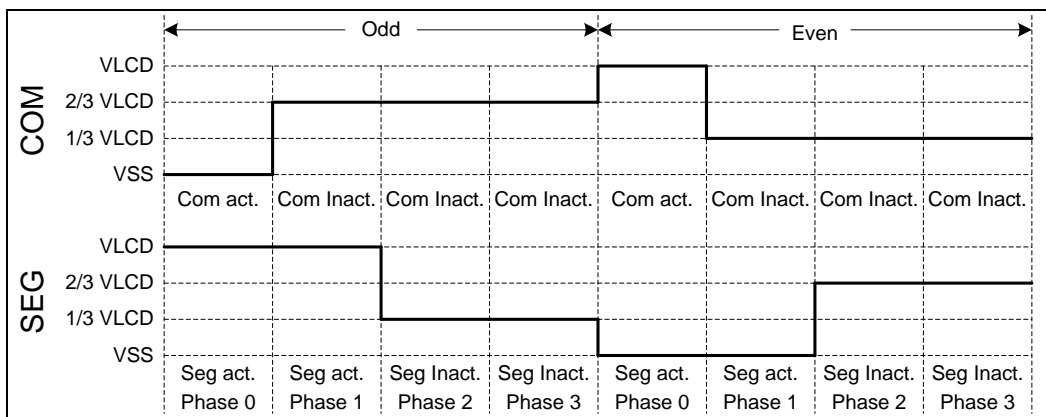 Odd
Even
COM
VLCD
2/3 VLCD
1/3 VLCD
VSS
Com act.
Com Inact.
Com Inact.
Com Inact.
Com act.
Com Inact.
Com Inact.
Com Inact.
SEG
VLCD
2/3 VLCD
1/3 VLCD
VSS
Seg act.
Phase 0
Seg act.
Phase 1
Seg Inact.
Phase 2
Seg Inact.
Phase 3
Seg act.
Phase 0
Seg act.
Phase 1
Seg Inact.
Phase 2
Seg Inact.
Phase 3